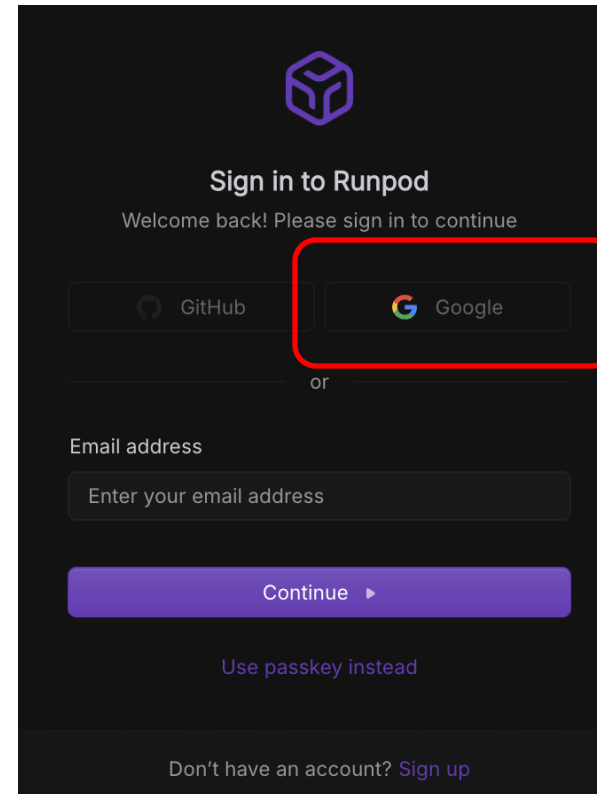 Sign in to Runpod
Welcome back! Please sign in to continue
GitHub Google
or
Email address
Enter your email address
Continue
Use passkey instead
Don’t have an account? Sign up